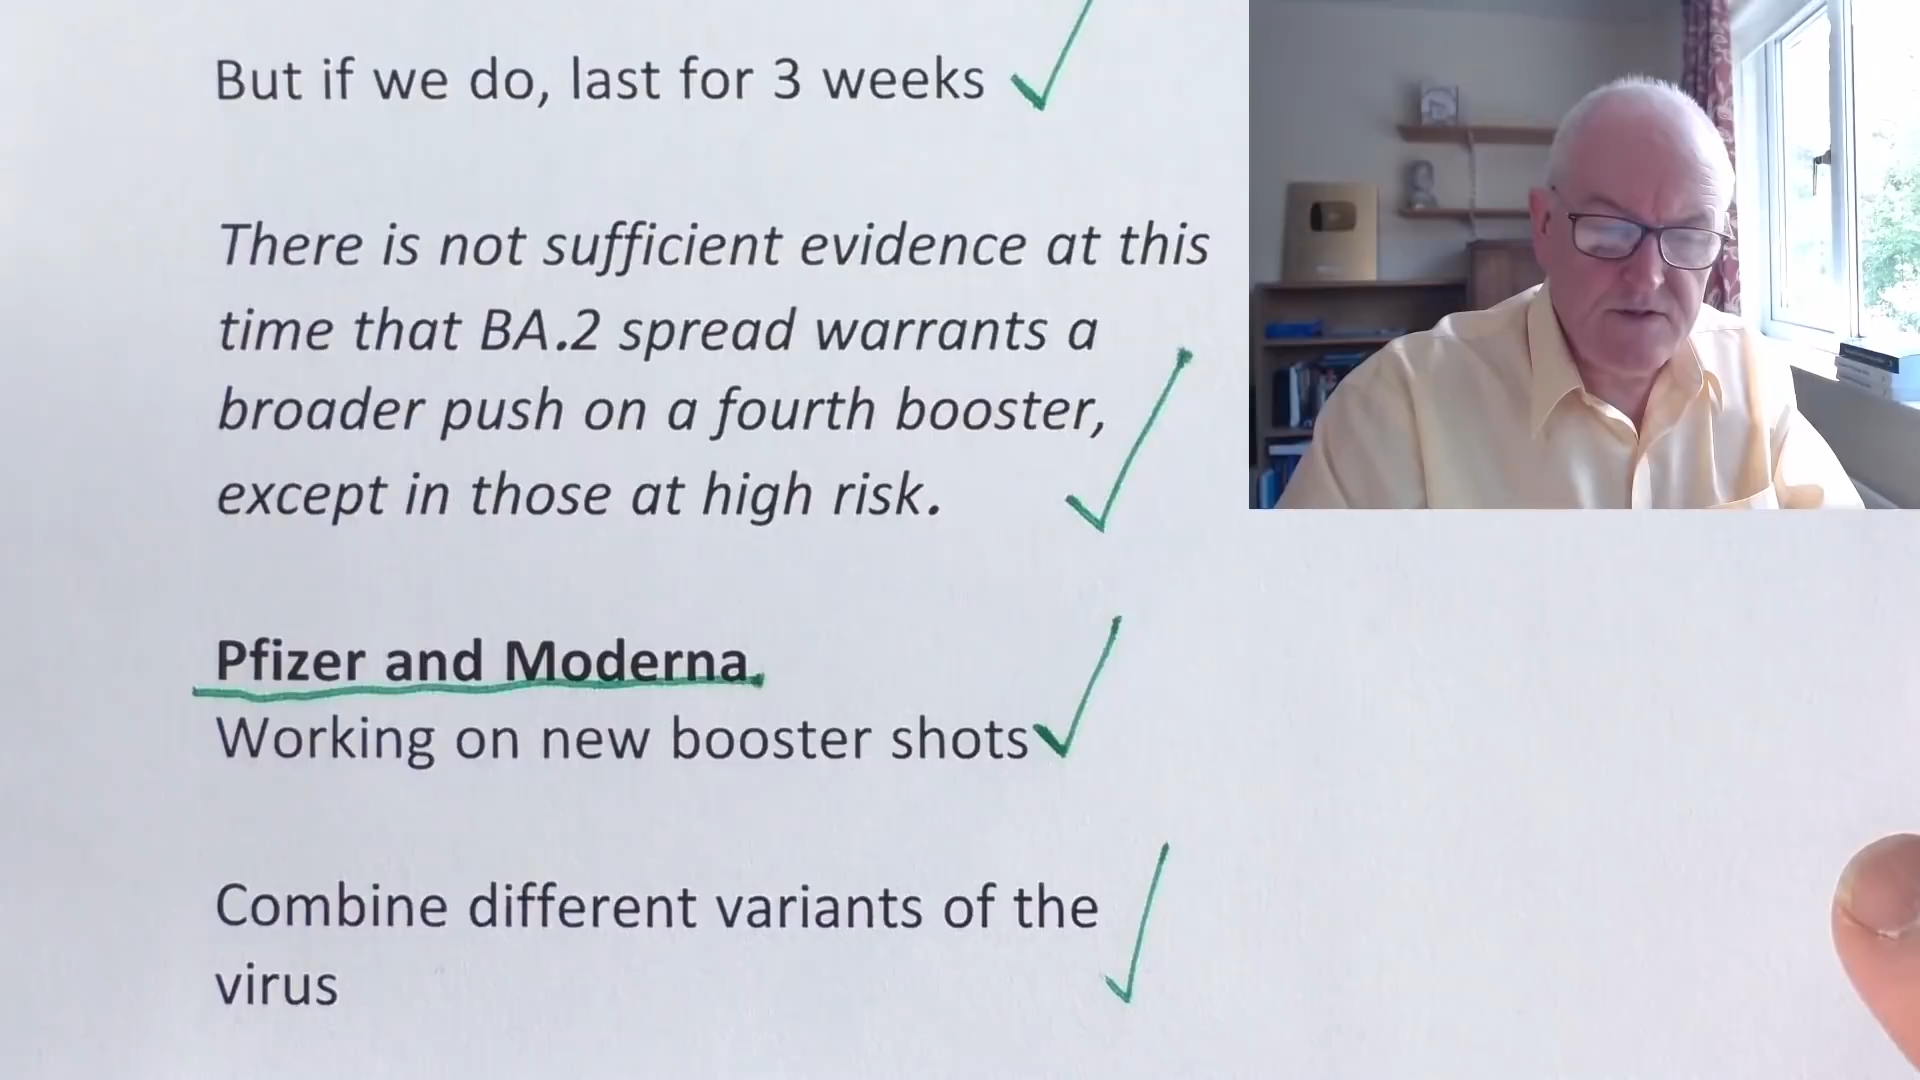 But if we do, last for 3 weeks
There is not sufficient evidence at this
time that BA.2 spread warrants a
broader push on a fourth booster,
except in those at high risk.
Pfizer and Moderna
Working on new booster shots
Combine different variants of the
virus